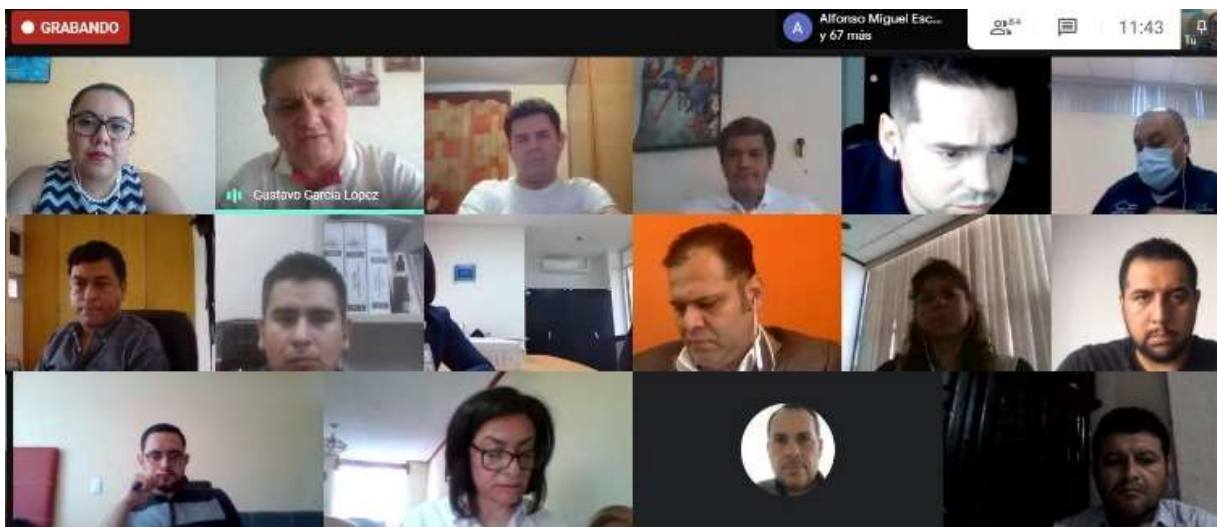 GRABANDO
A
Alfonso Miguel Esc...
y 67 más
84
11:43
Tú
Gustavo García López